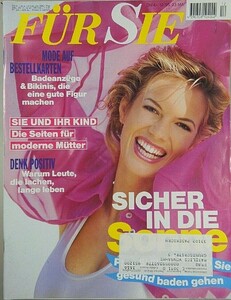 FÜR SIE
MODE AUF
BESTELLKARTEN
Badeanzüge
& Bikinis, die
eine gute Figur
machen
SIE UND IHR KIND
Die Seiten für
moderne Mütter
DENK POSITIV
Warum Leute,
die lachen,
lange leben
SICHER
IN DIE
Sonne
Sie
gesund baden gehen